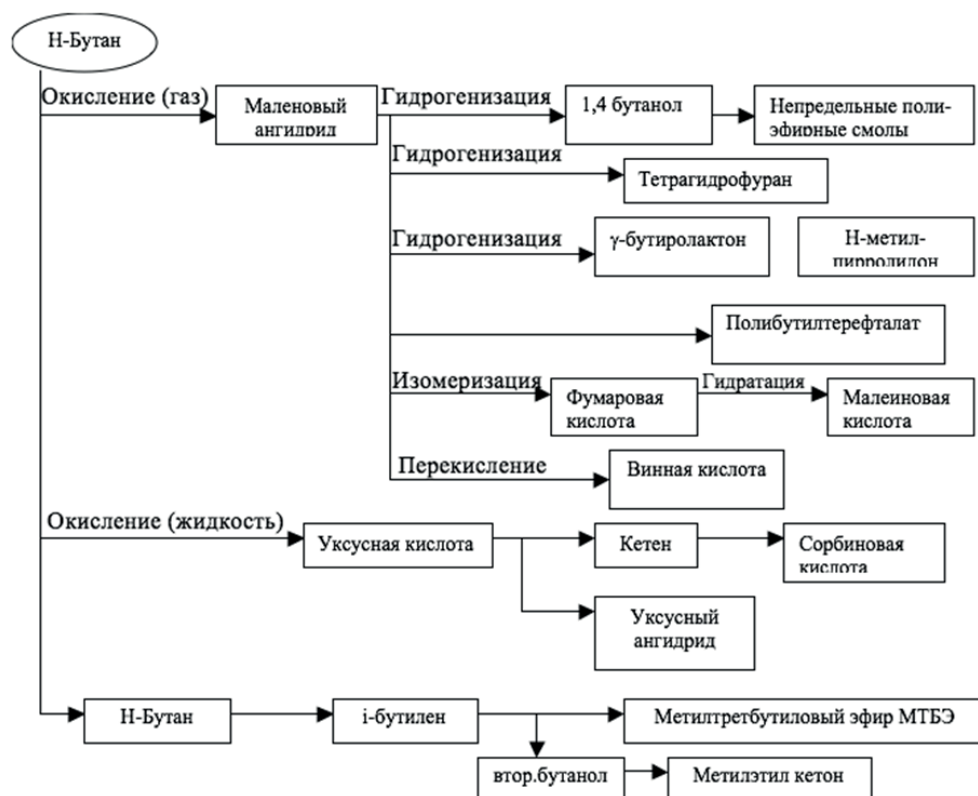 Н-Бутан
Окисление (газ)
Маленовый
ангидрид
Гидрогенизация
1,4 бутанол
Непредельные поли-
эфирные смолы
Гидрогенизация
Тетрагидрофуран
Гидрогенизация
γ-бутиролактон
Н-метил-
пирролидон
Полибутилтерефталат
Изомеризация
Фумаровая
кислота
Гидратация
Малеиновая
кислота
Перекисление
Винная кислота
Окисление (жидкость)
Уксусная кислота
Кетен
Сорбиновая
кислота
Уксусный
ангидрид
Н-Бутан
i-бутилен
Метилтретбутиловый эфир МТБЭ
втор.бутанол
Метилэтил кетон